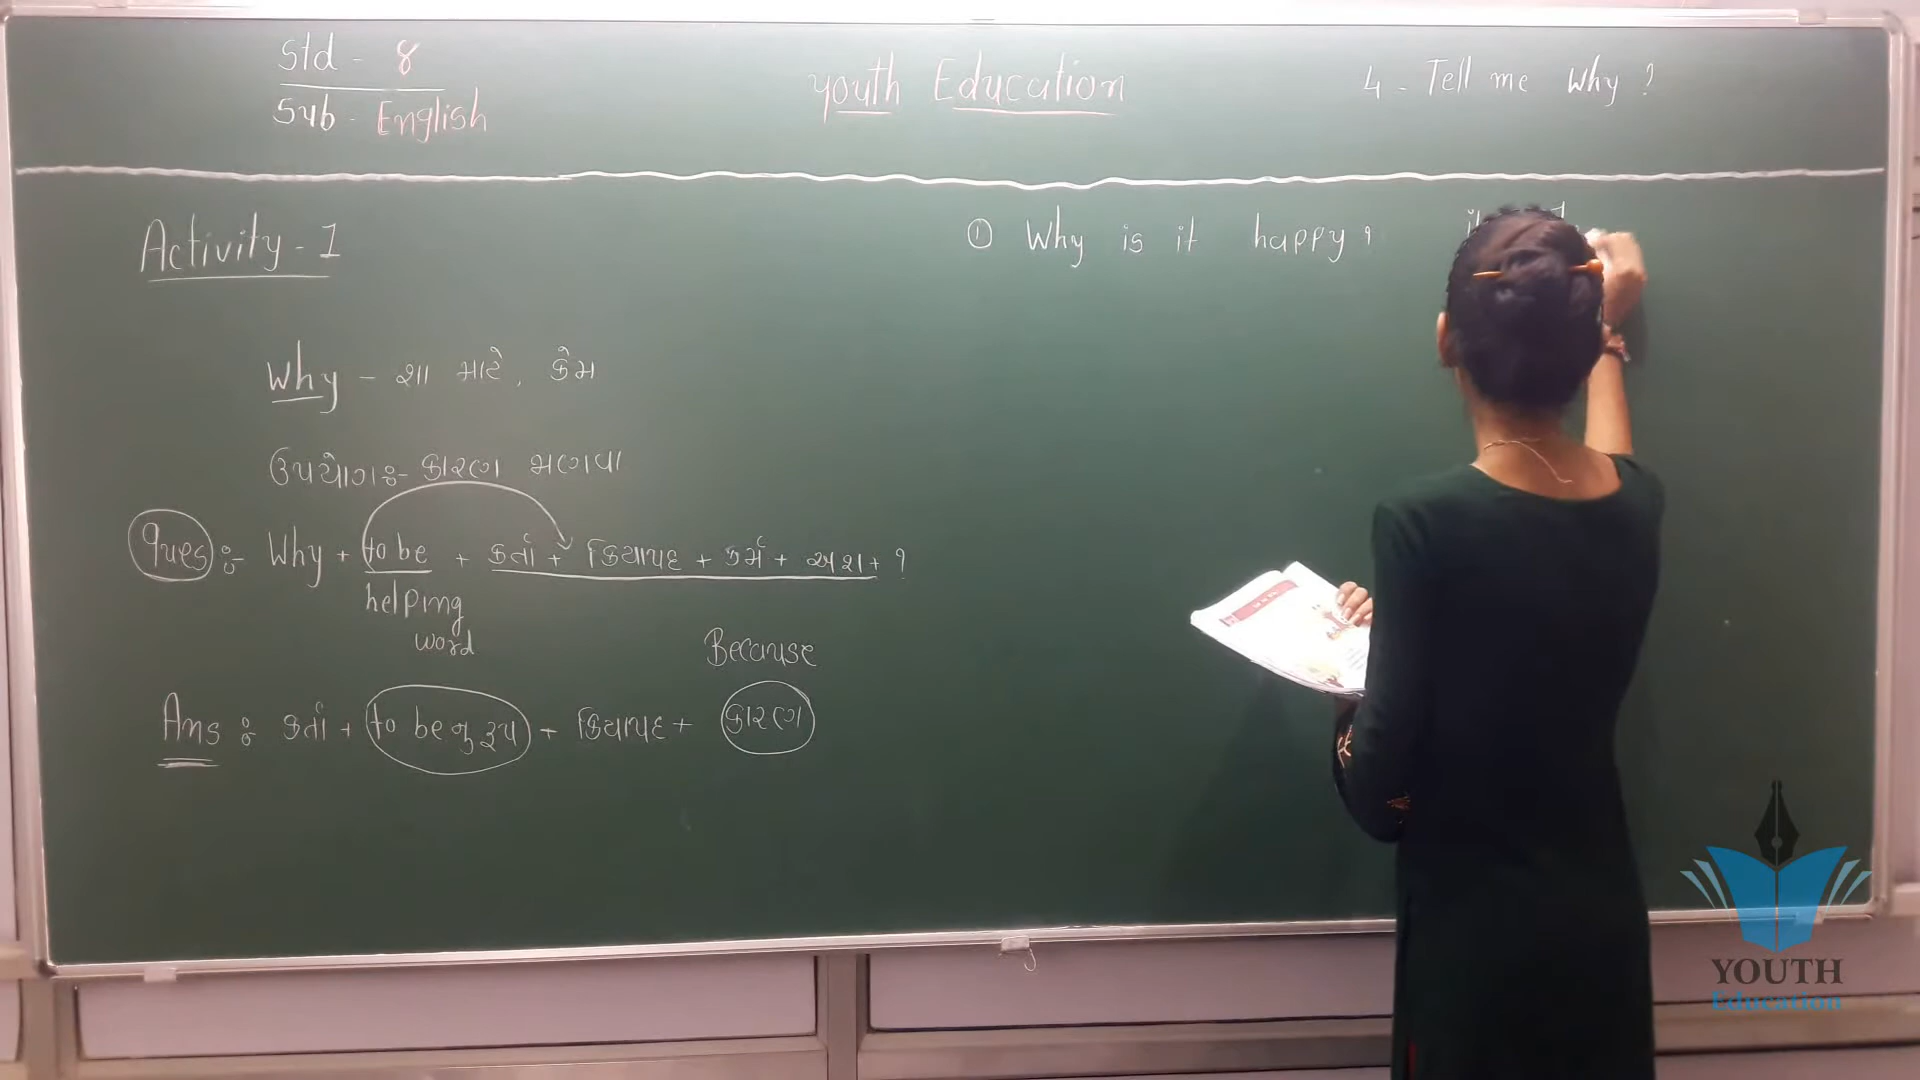 Std - 8
Sub - English
youth Education
4 - Tell me Why ?
Activity - 1
Why - શા માટે, કેમ
ઉપયોગઃ- કારણ ભણવા
Ques :- Why + to be + કર્તા + ક્રિયાપદ + કર્મ + અશ + ?
helping
word
Because
Ans : કર્તા + to be નુ રૂપ + ક્રિયાપદ + કારણ
① Why is it happy ?
YOUTH
Education